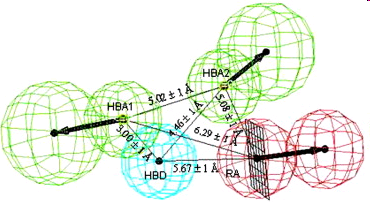 HBA2
5.02 ± 1 Å
HBA1
5.08 ± 1 Å
4.46 ± 1 Å
3.00 ± 1 Å
6.29 ± 1 Å
5.67 ± 1 Å
HBD
RA